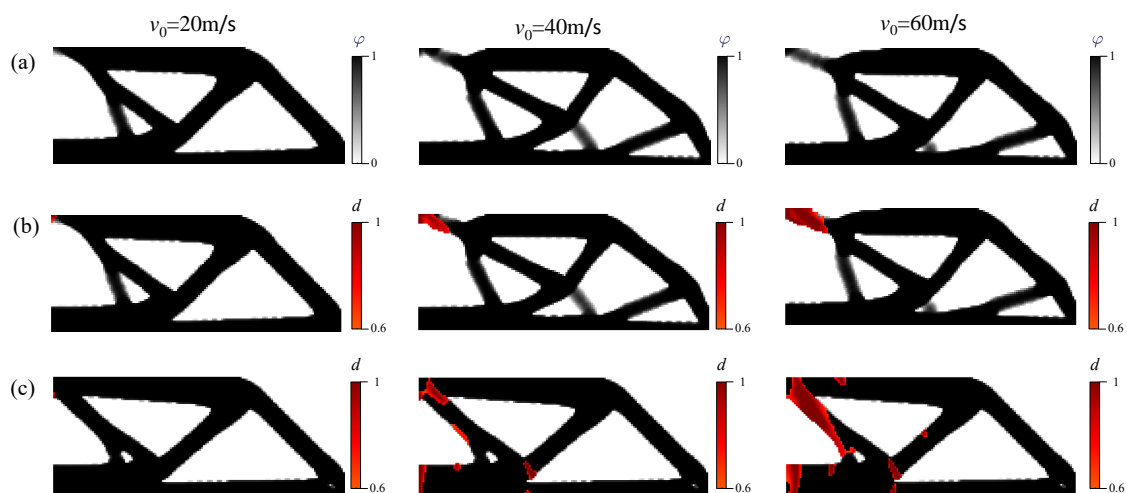 v₀=20m/s v₀=40m/s v₀=60m/s
(a) φ 1 0 φ 1 0 φ 1 0
(b) d 1 0.6 d 1 0.6 d 1 0.6
(c) d 1 0.6 d 1 0.6 d 1 0.6